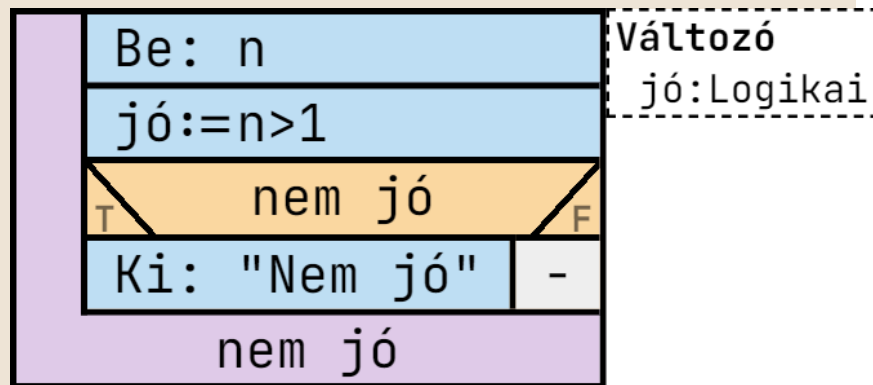 Be: n
Változó
jó:Logikai
jó:=n>1
nem jó
T
F
Ki: "Nem jó"
-
nem jó